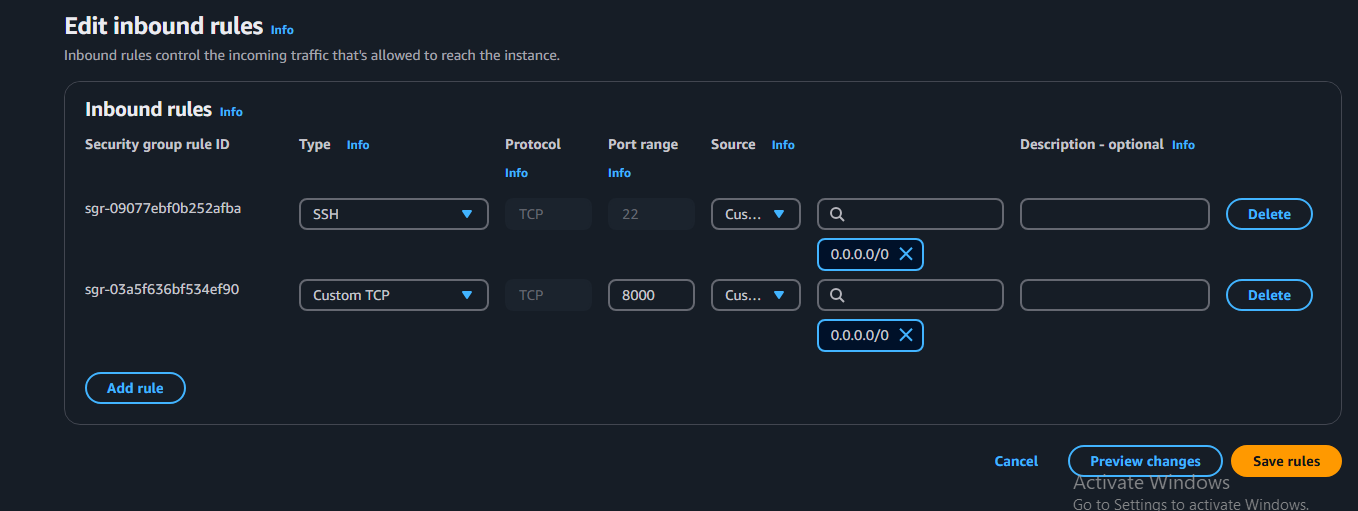 Edit inbound rules Info
Inbound rules control the incoming traffic that's allowed to reach the instance.
Inbound rules Info
Security group rule ID Type Info Protocol Port range Source Info Description - optional Info
Info Info
sgr-09077ebf0b252afba SSH TCP 22 Cus... Delete
0.0.0.0/0
sgr-03a5f636bf534ef90 Custom TCP TCP 8000 Cus... Delete
0.0.0.0/0
Add rule
Cancel Preview changes Save rules
Activate Windows
Go to Settings to activate Windows.